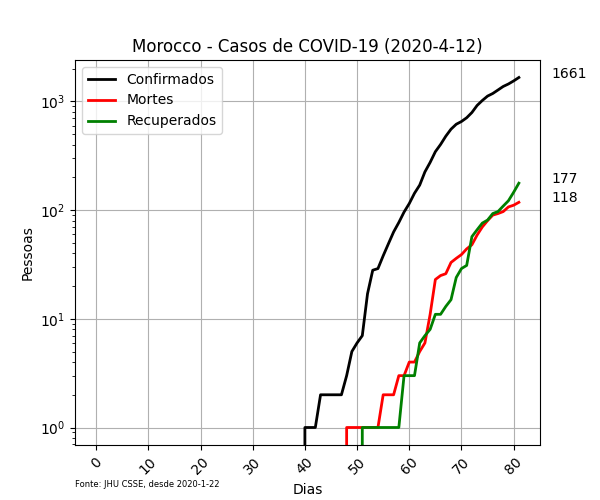 Morocco - Casos de COVID-19 (2020-4-12)
Confirmados
Mortes
Recuperados
1661
177
118
Pessoas
10³
10²
10¹
10⁰
0 10 20 30 40 50 60 70 80
Dias
Fonte: JHU CSSE, desde 2020-1-22